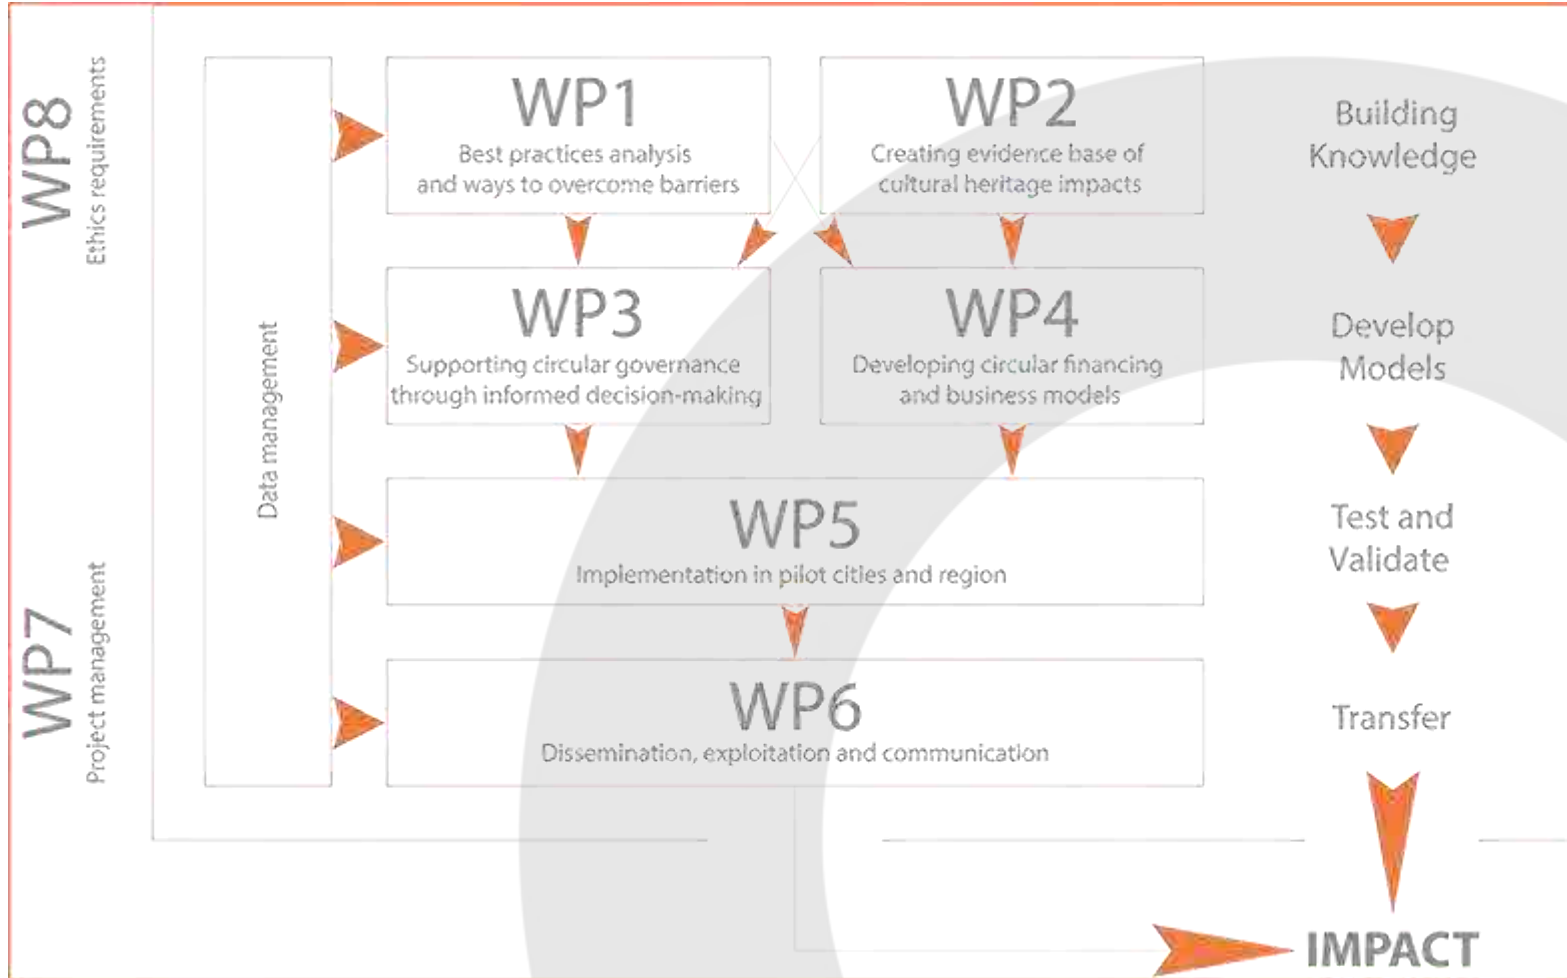 WP8
Ethics requirements
WP7
Project management
Data management
WP1
Best practices analysis
and ways to overcome barriers
WP2
Creating evidence base of
cultural heritage impacts
Building
Knowledge
WP3
Supporting circular governance
through informed decision-making
WP4
Developing circular financing
and business models
Develop
Models
WP5
Implementation in pilot cities and region
Test and
Validate
WP6
Dissemination, exploitation and communication
Transfer
IMPACT